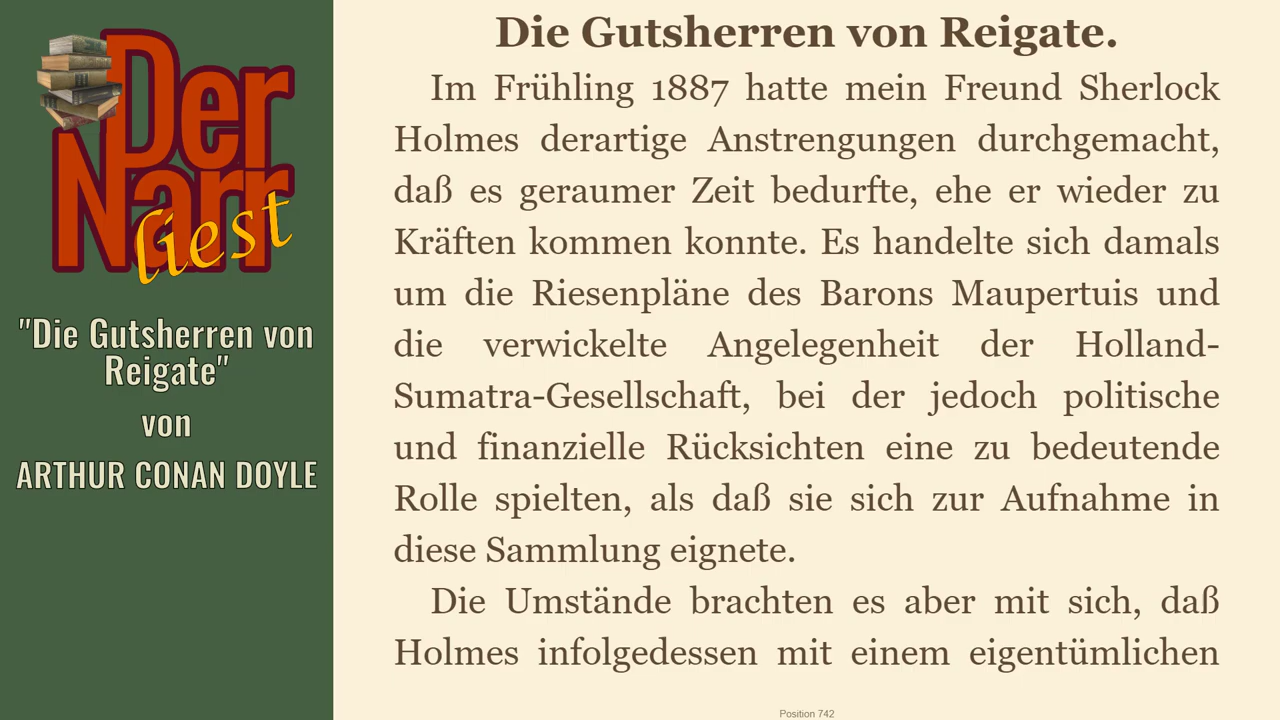 Der
Narr
liest
"Die Gutsherren von
Reigate"
von
ARTHUR CONAN DOYLE
Die Gutsherren von Reigate.
Im Frühling 1887 hatte mein Freund Sherlock
Holmes derartige Anstrengungen durchgemacht,
daß es geraumer Zeit bedurfte, ehe er wieder zu
Kräften kommen konnte. Es handelte sich damals
um die Riesenpläne des Barons Maupertuis und
die verwickelte Angelegenheit der Holland-
Sumatra-Gesellschaft, bei der jedoch politische
und finanzielle Rücksichten eine zu bedeutende
Rolle spielten, als daß sie sich zur Aufnahme in
diese Sammlung eignete.
Die Umstände brachten es aber mit sich, daß
Holmes infolgedessen mit einem eigentümlichen
Position 742